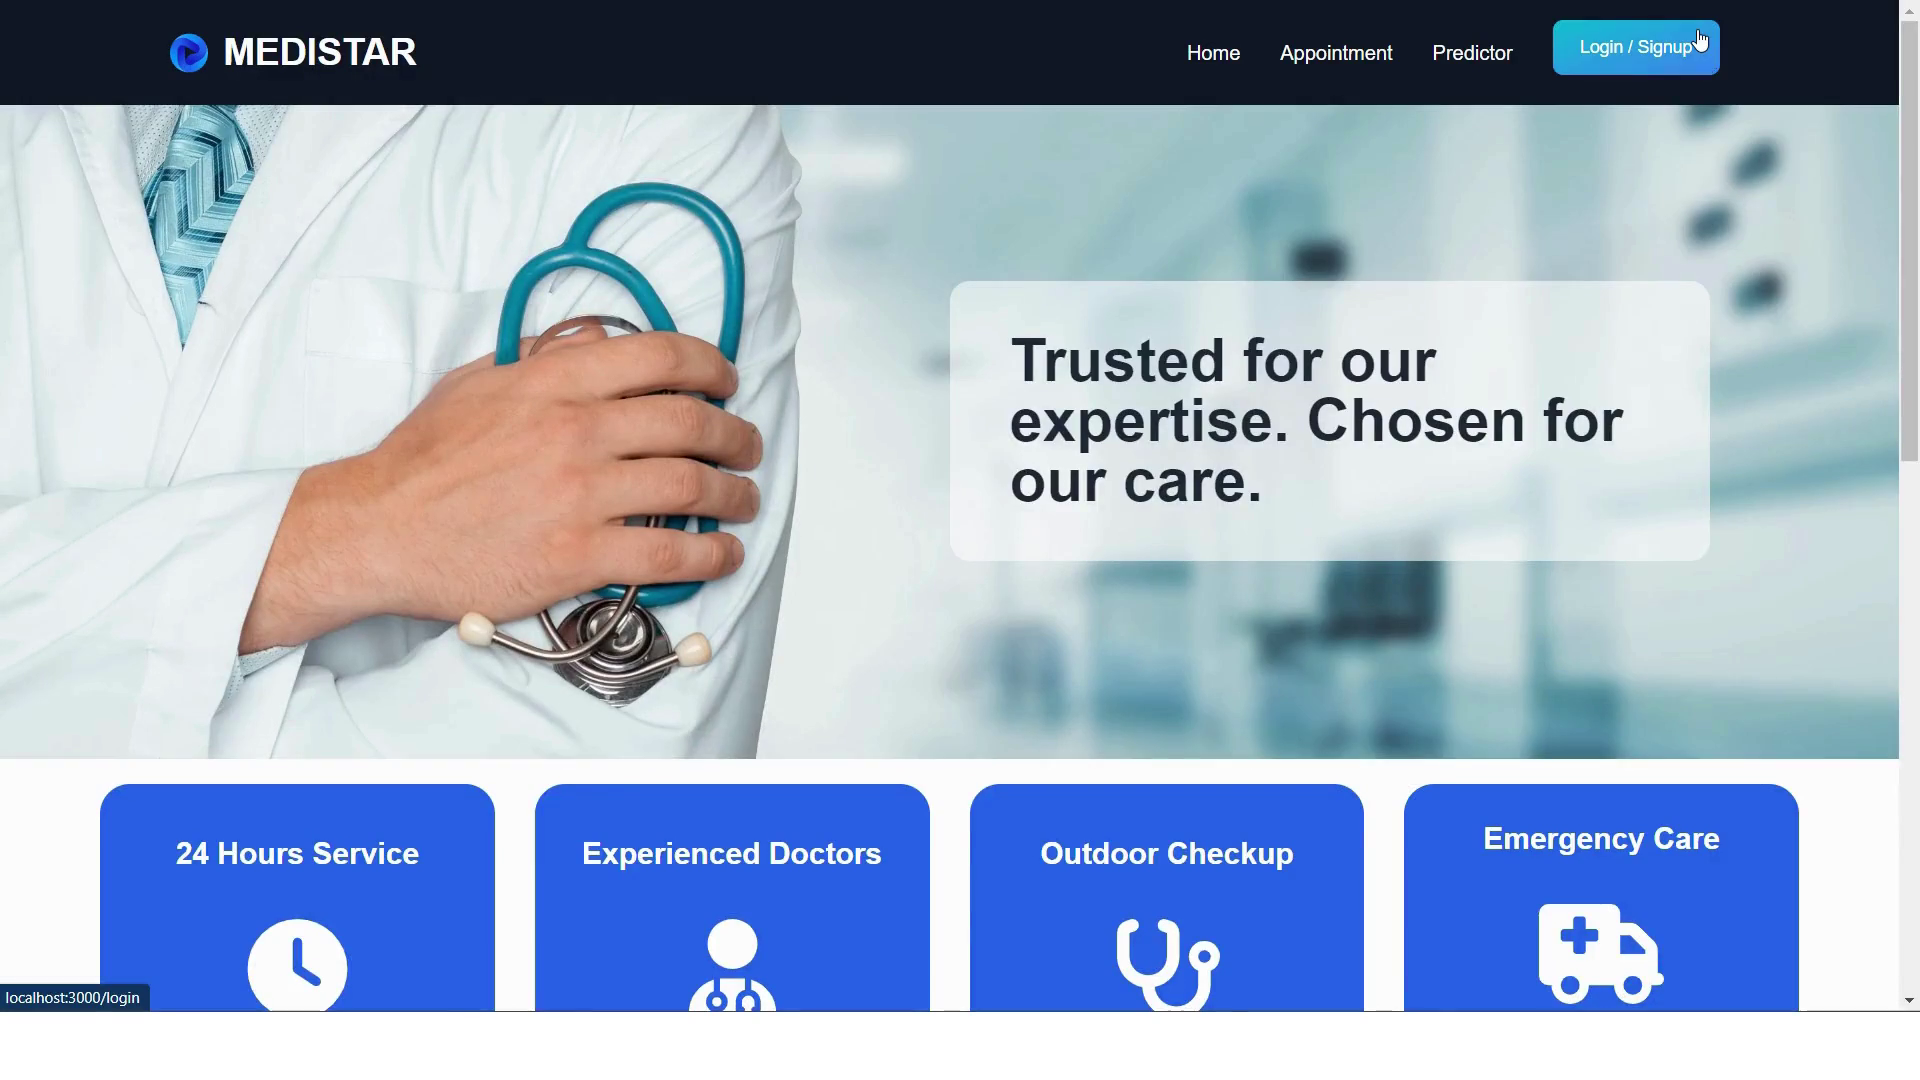 MEDISTAR
Home
Appointment
Predictor
Login / Signup
Trusted for our
expertise. Chosen for
our care.
24 Hours Service
Experienced Doctors
Outdoor Checkup
Emergency Care
localhost:3000/login